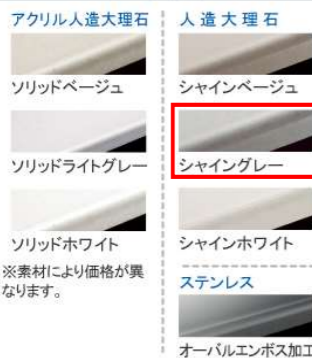 アクリル人造大理石
ソリッドベージュ
ソリッドライトグレー
ソリッドホワイト
※素材により価格が異
なります。
人造大理石
シャインベージュ
シャイングレー
シャインホワイト
ステンレス
オーバルエンボス加工